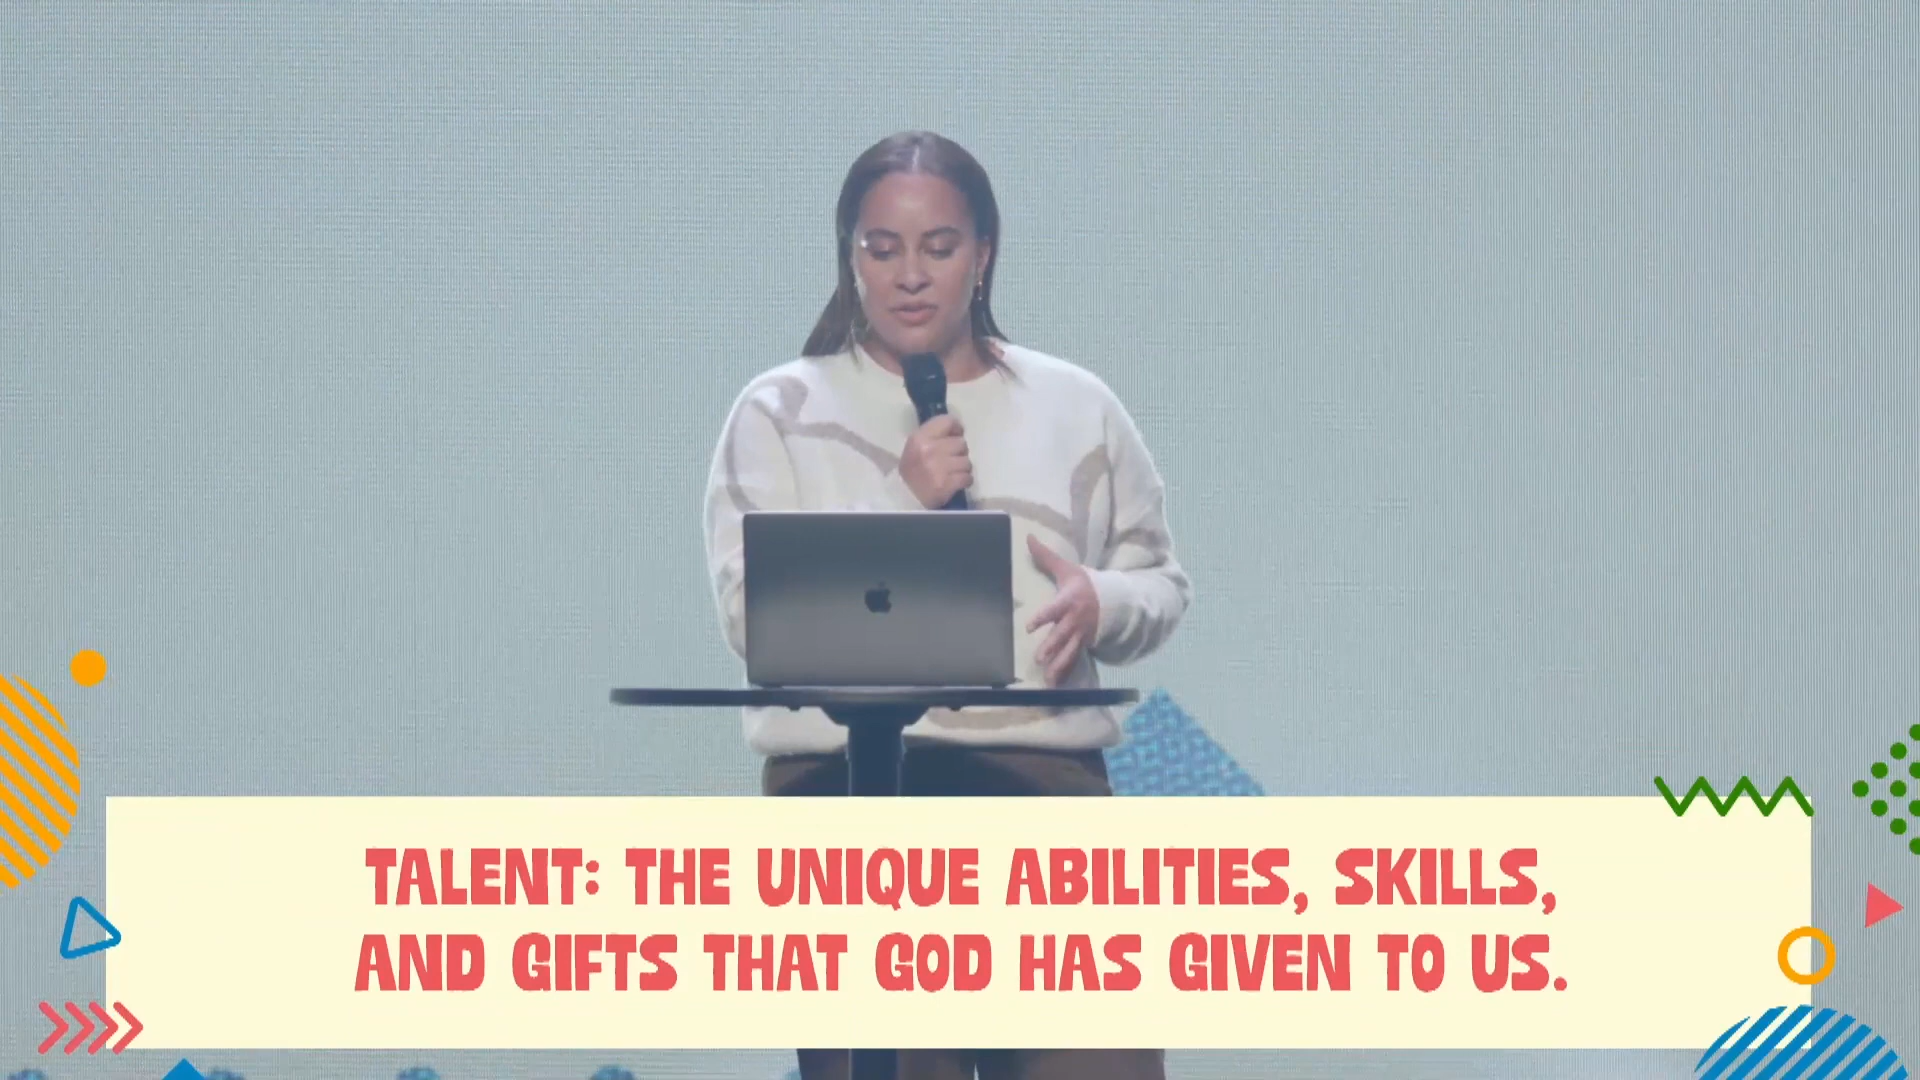 TALENT: THE UNIQUE ABILITIES, SKILLS,
AND GIFTS THAT GOD HAS GIVEN TO US.